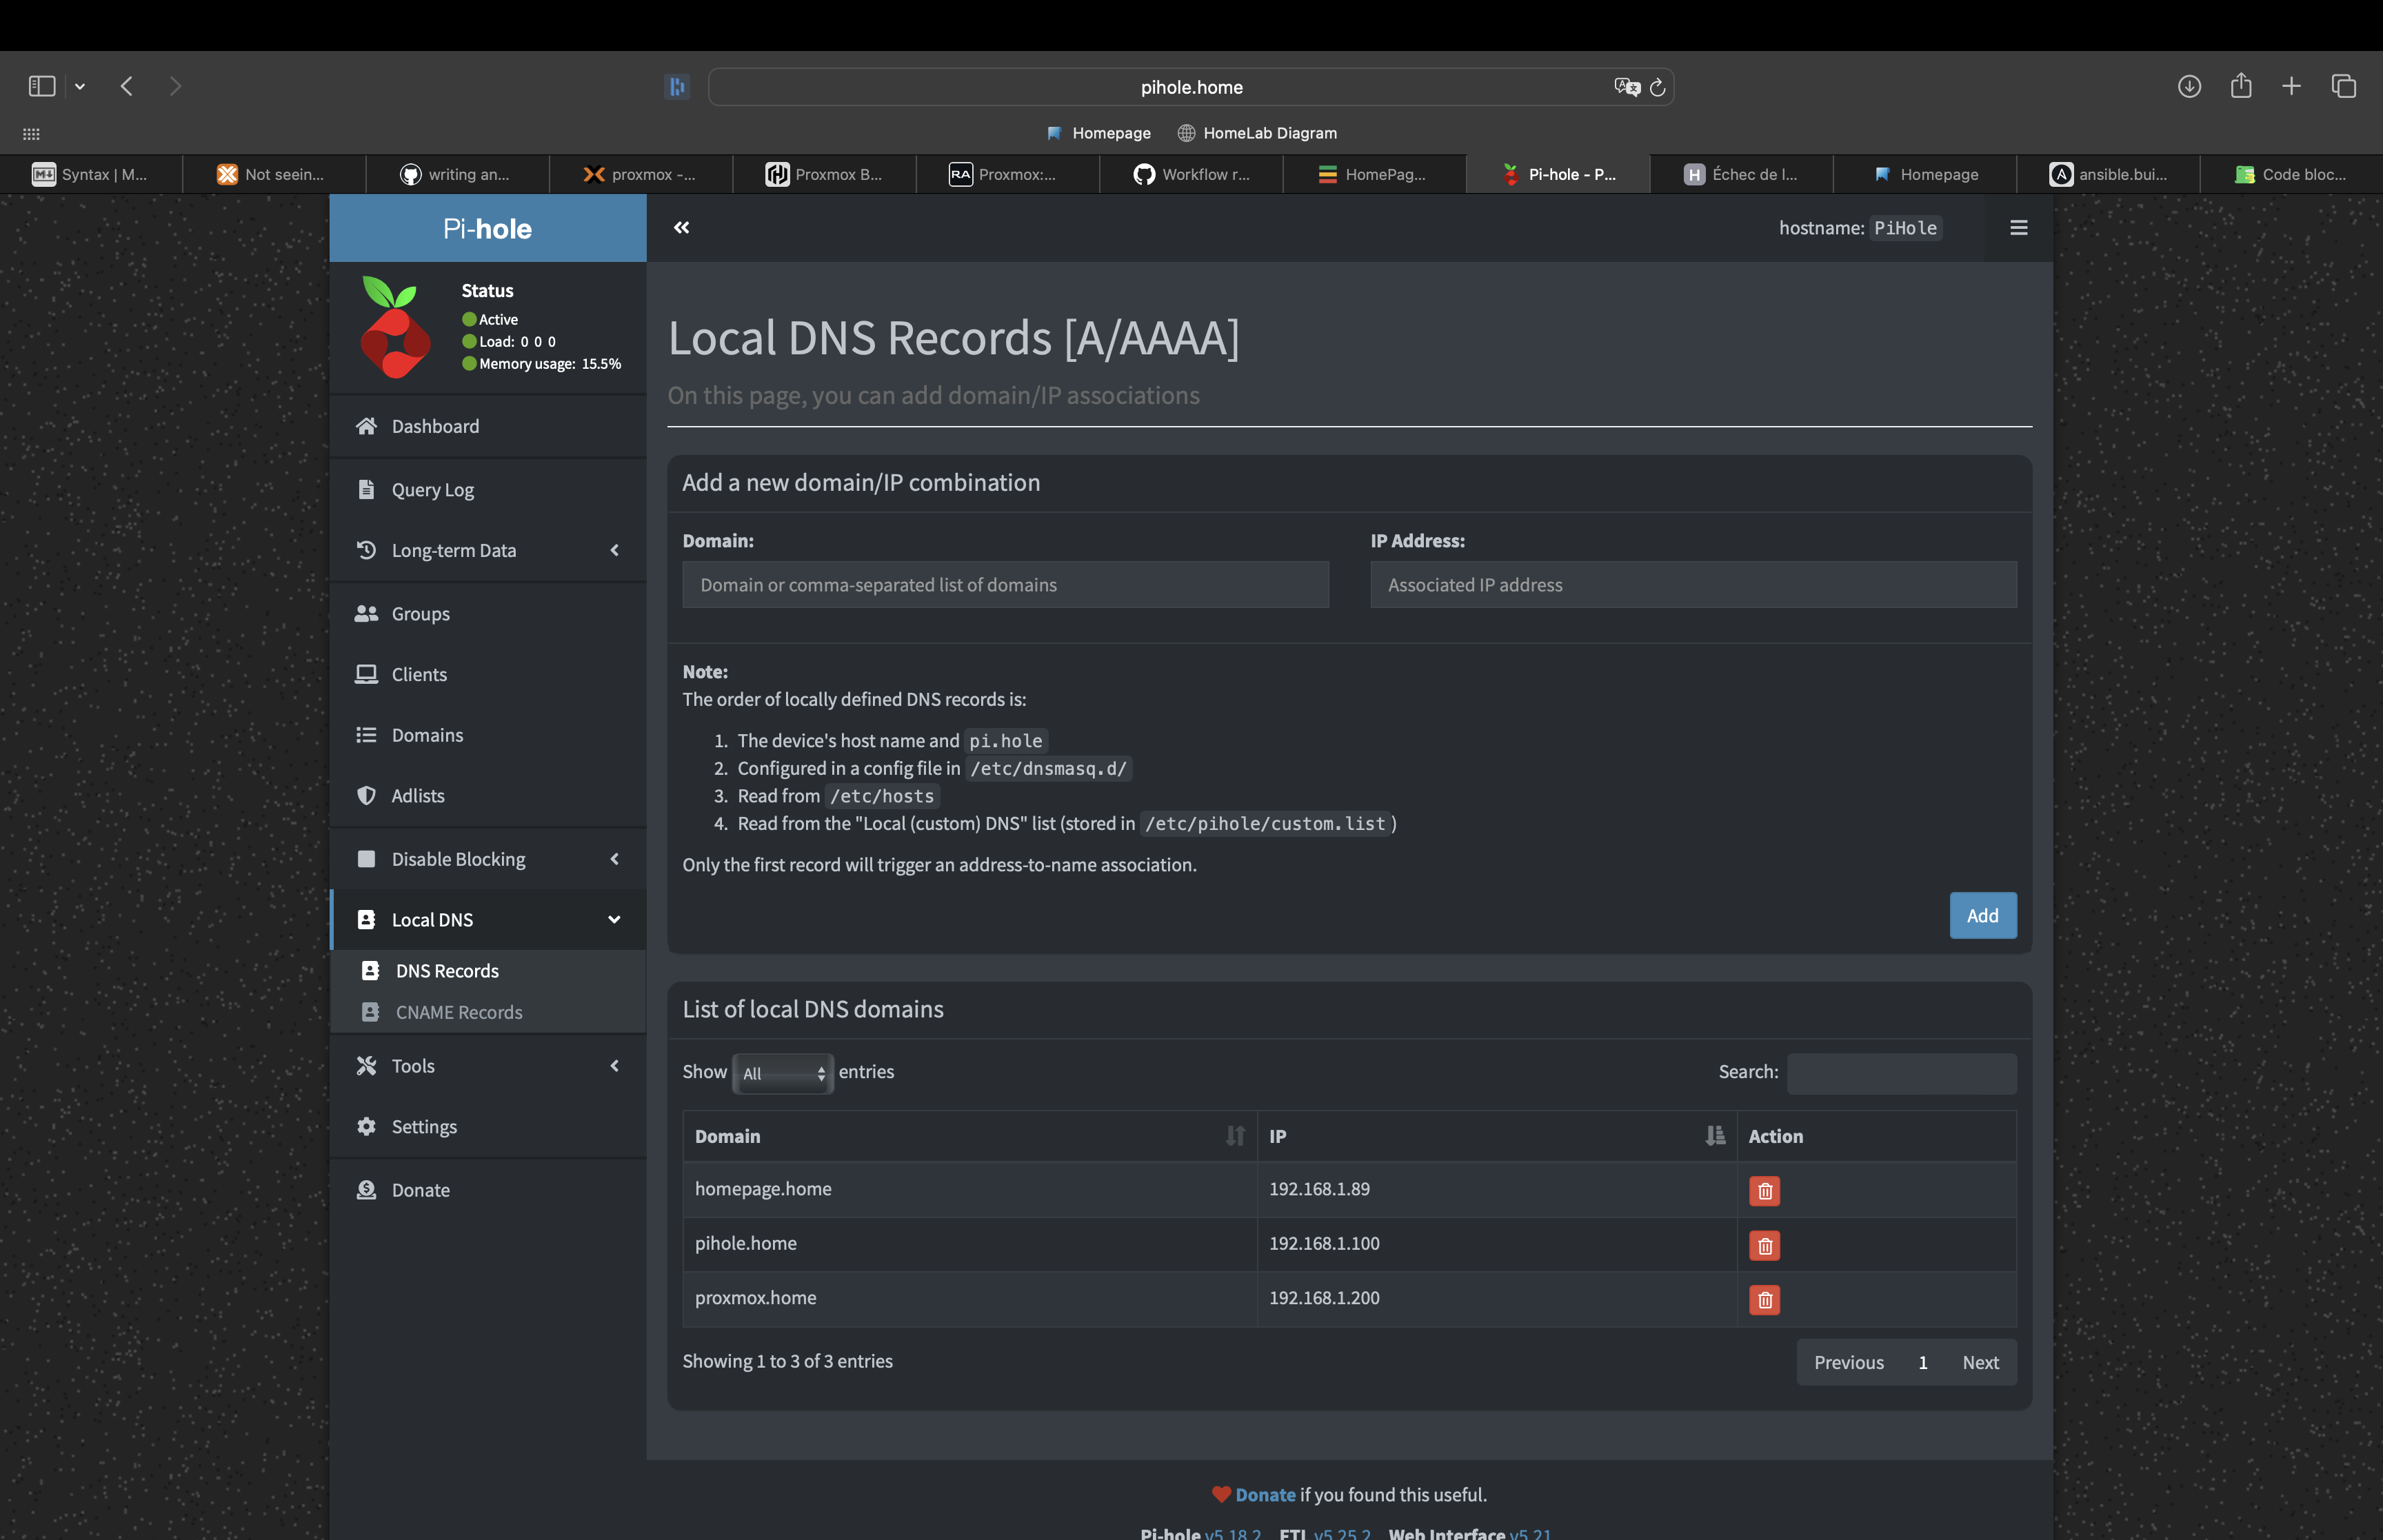 pihole.home
Homepage HomeLab Diagram
Syntax | M... Not seein... writing an... proxmox -... Proxmox B... Proxmox:... Workflow r... HomePag... Pi-hole - P... Échec de l... Homepage ansible.bui... Code bloc...
Pi-hole
hostname: PiHole
Status
Active
Load: 0 0 0
Memory usage: 15.5%
Dashboard
Query Log
Long-term Data
Groups
Clients
Domains
Adlists
Disable Blocking
Local DNS
DNS Records
CNAME Records
Tools
Settings
Donate
Local DNS Records [A/AAAA]
On this page, you can add domain/IP associations
Add a new domain/IP combination
Domain: IP Address:
Domain or comma-separated list of domains Associated IP address
Note:
The order of locally defined DNS records is:
1. The device's host name and pi.hole
2. Configured in a config file in /etc/dnsmasq.d/
3. Read from /etc/hosts
4. Read from the "Local (custom) DNS" list (stored in /etc/pihole/custom.list )
Only the first record will trigger an address-to-name association.
Add
List of local DNS domains
Show All entries Search:
Domain IP Action
homepage.home 192.168.1.89
pihole.home 192.168.1.100
proxmox.home 192.168.1.200
Showing 1 to 3 of 3 entries
Previous 1 Next
Donate if you found this useful.
Pi-hole v5.18.2 FTL v5.25.2 Web Interface v5.21